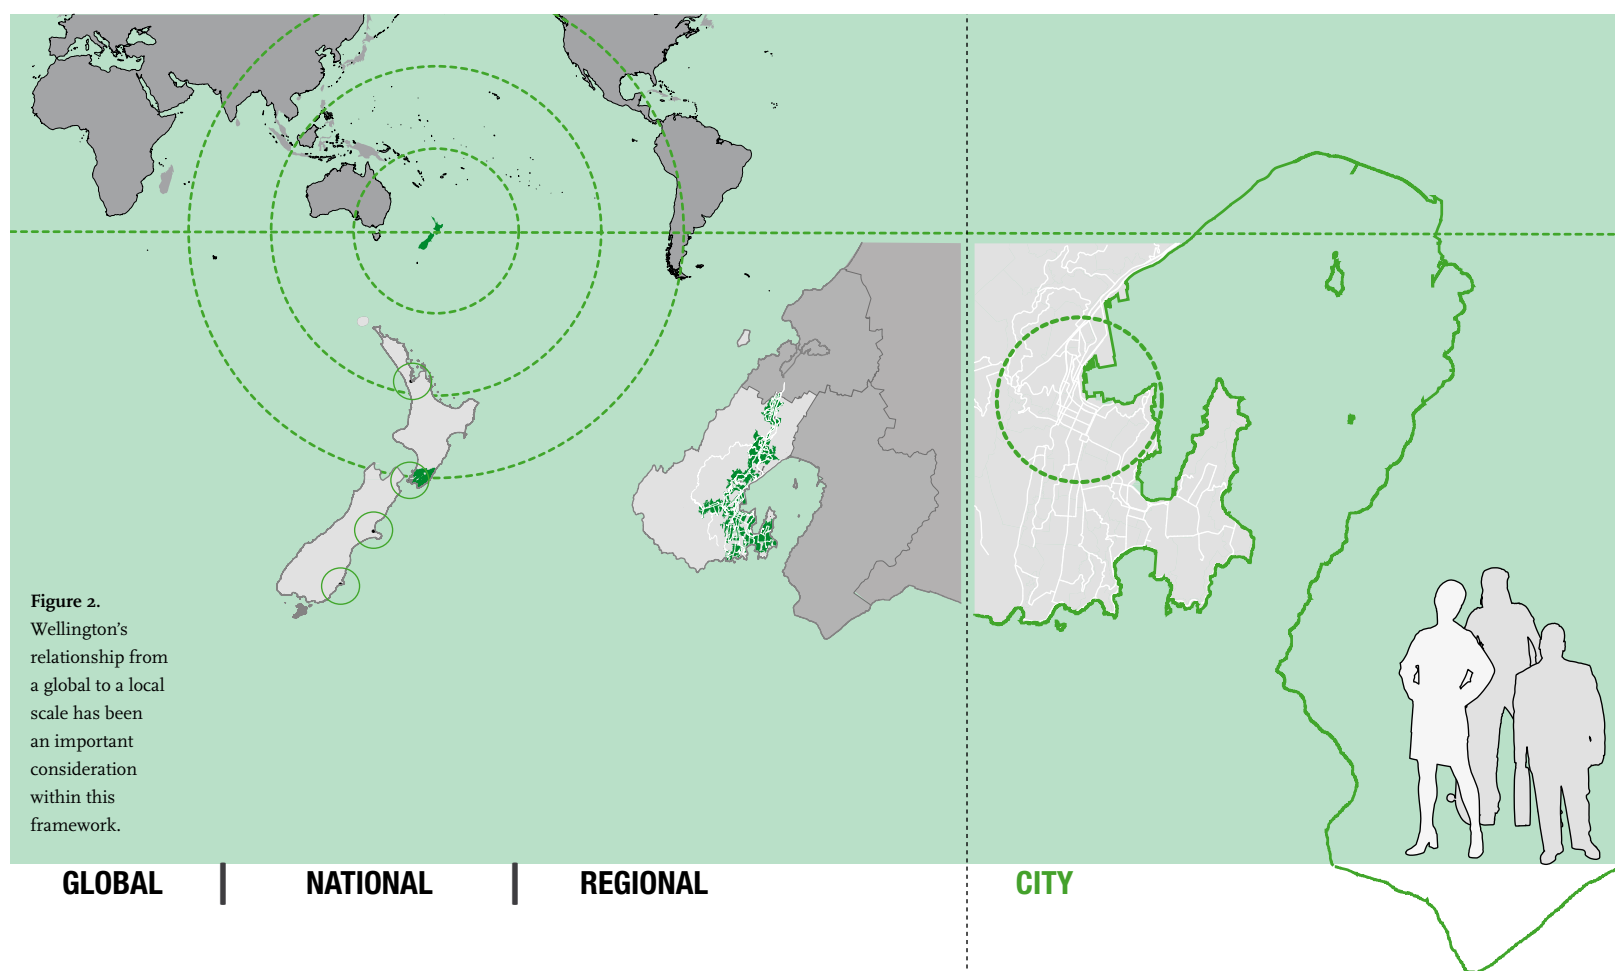 Figure 2.
Wellington's
relationship from
a global to a local
scale has been
an important
consideration
within this
framework.
GLOBAL
NATIONAL
REGIONAL
CITY